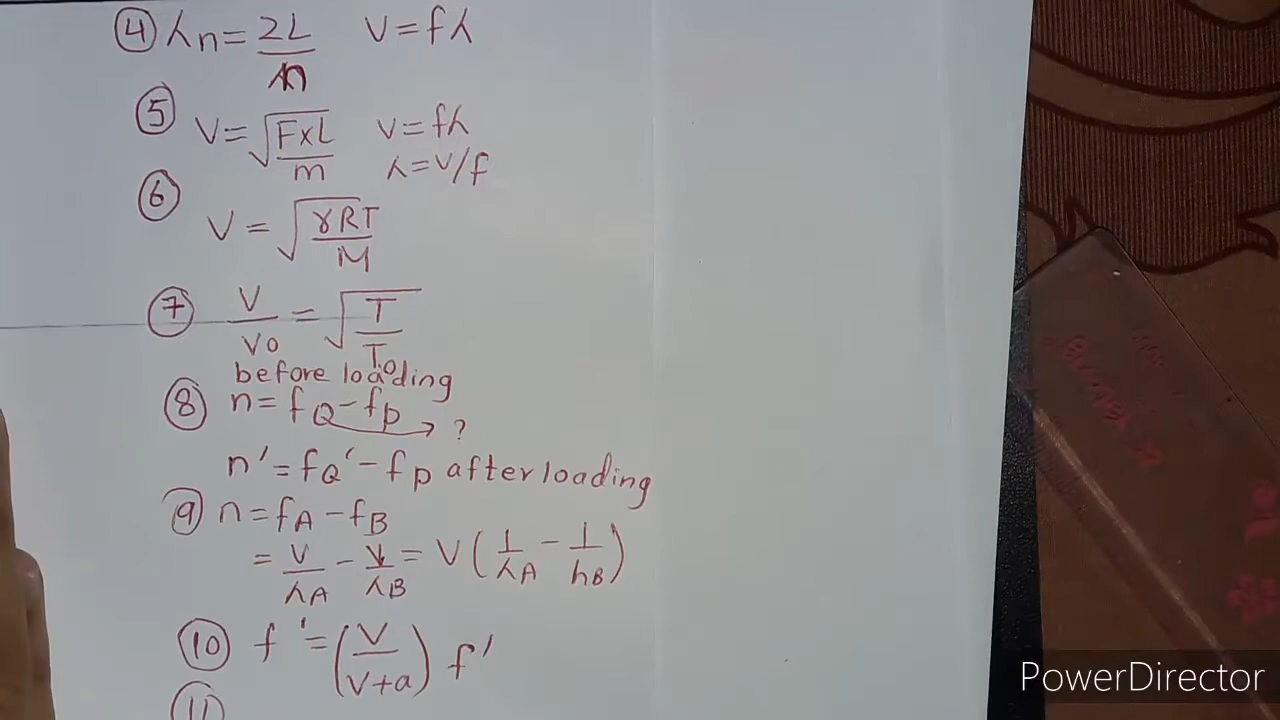 ④ λn = 2L/n   V = fλ
⑤ V = √(F×L/m)   V = fλ
λ = V/f
⑥ V = √(γRT/M)
⑦ V/V0 = √(T/T0)
before loading
⑧ n = fQ - fp → ?
n' = fQ' - fp after loading
⑨ n = fA - fB
= V/λA - V/λB = V(1/λA - 1/λB)
⑩ f' = (V/V+a) f'
⑪
PowerDirector